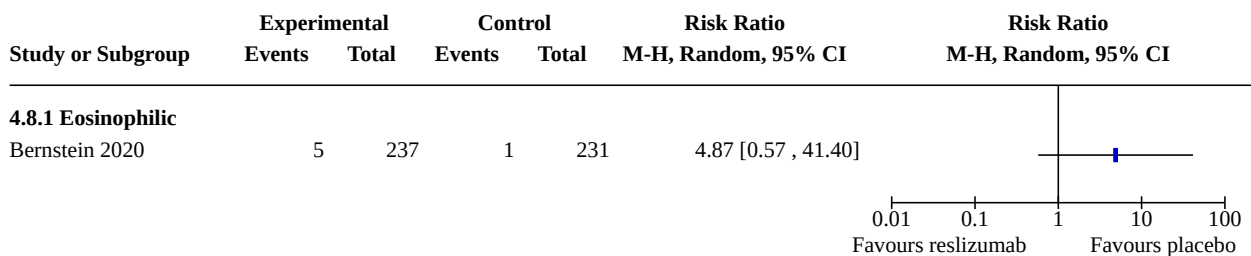 Experimental Control Risk Ratio Risk Ratio
Study or Subgroup Events Total Events Total M-H, Random, 95% CI M-H, Random, 95% CI
4.8.1 Eosinophilic
Bernstein 2020 5 237 1 231 4.87 [0.57 , 41.40]
0.01 0.1 1 10 100
Favours reslizumab Favours placebo